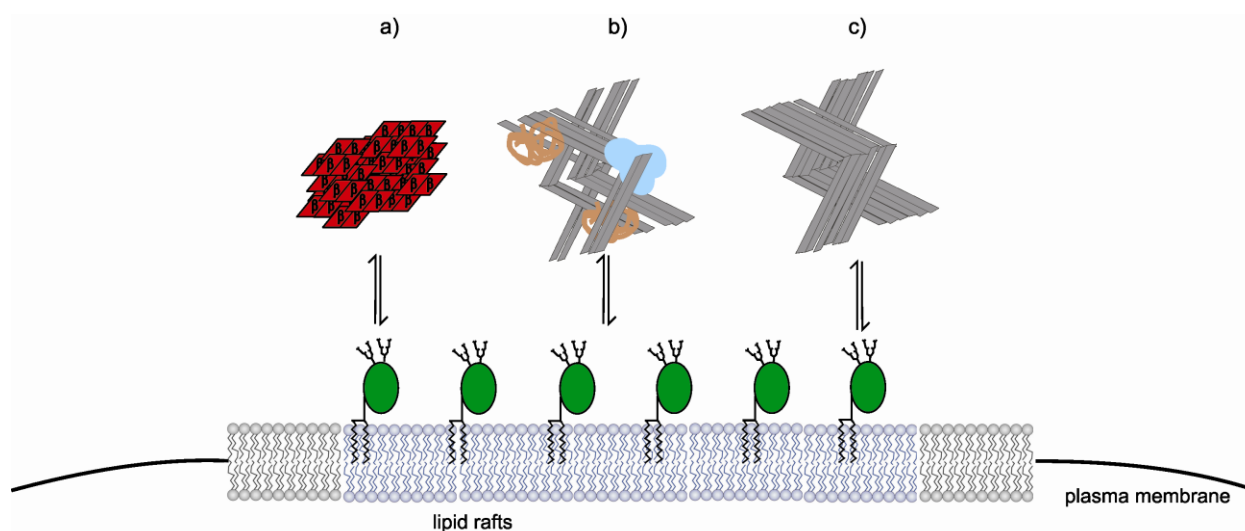 a) b) c)
β β β β
β β β β β β
β β β β β
β β β β β β
β β β β β
β β
lipid rafts
plasma membrane